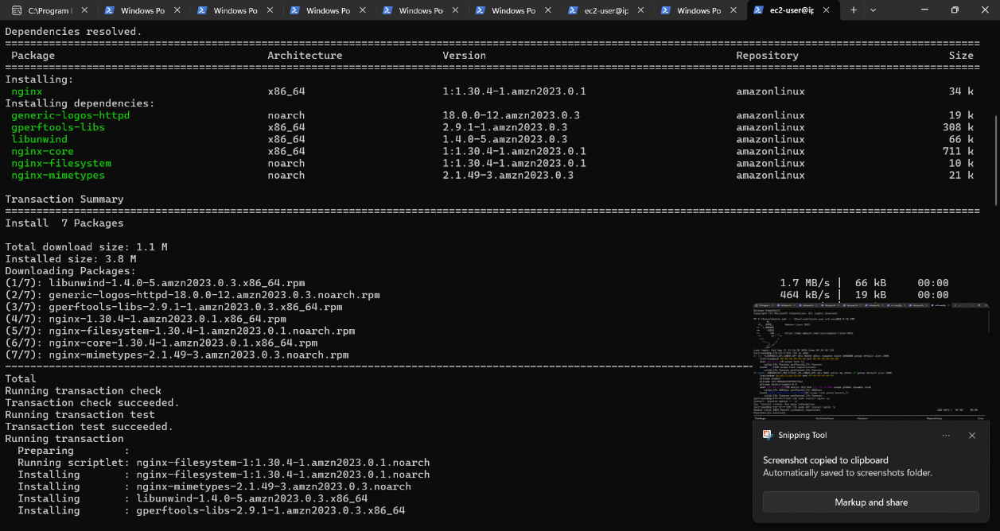 C:\Program Windows Po Windows Po Windows Po Windows Po Windows Po ec2-user@ip Windows Po ec2-user@ip
Dependencies resolved.
Package Architecture Version Repository Size
Installing:
nginx x86_64 1:1.30.4-1.amzn2023.0.1 amazonlinux 34 k
Installing dependencies:
generic-logos-httpd noarch 18.0.0-12.amzn2023.0.3 amazonlinux 19 k
gperftools-libs x86_64 2.9.1-1.amzn2023.0.3 amazonlinux 308 k
libunwind x86_64 1.4.0-5.amzn2023.0.3 amazonlinux 66 k
nginx-core x86_64 1:1.30.4-1.amzn2023.0.1 amazonlinux 711 k
nginx-filesystem noarch 1:1.30.4-1.amzn2023.0.1 amazonlinux 10 k
nginx-mimetypes noarch 2.1.49-3.amzn2023.0.3 amazonlinux 21 k
Transaction Summary
Install 7 Packages
Total download size: 1.1 M
Installed size: 3.8 M
Downloading Packages:
(1/7): libunwind-1.4.0-5.amzn2023.0.3.x86_64.rpm 1.7 MB/s | 66 kB 00:00
(2/7): generic-logos-httpd-18.0.0-12.amzn2023.0.3.noarch.rpm 464 kB/s | 19 kB 00:00
(3/7): gperftools-libs-2.9.1-1.amzn2023.0.3.x86_64.rpm
(4/7): nginx-1.30.4-1.amzn2023.0.1.x86_64.rpm
(5/7): nginx-filesystem-1.30.4-1.amzn2023.0.1.noarch.rpm
(6/7): nginx-core-1.30.4-1.amzn2023.0.1.x86_64.rpm
(7/7): nginx-mimetypes-2.1.49-3.amzn2023.0.3.noarch.rpm
Total
Running transaction check
Transaction check succeeded.
Running transaction test
Transaction test succeeded.
Running transaction
Preparing :
Running scriptlet: nginx-filesystem-1:1.30.4-1.amzn2023.0.1.noarch
Installing : nginx-filesystem-1:1.30.4-1.amzn2023.0.1.noarch
Installing : nginx-mimetypes-2.1.49-3.amzn2023.0.3.noarch
Installing : libunwind-1.4.0-5.amzn2023.0.3.x86_64
Installing : gperftools-libs-2.9.1-1.amzn2023.0.3.x86_64
Snipping Tool
Screenshot copied to clipboard
Automatically saved to screenshots folder.
Markup and share